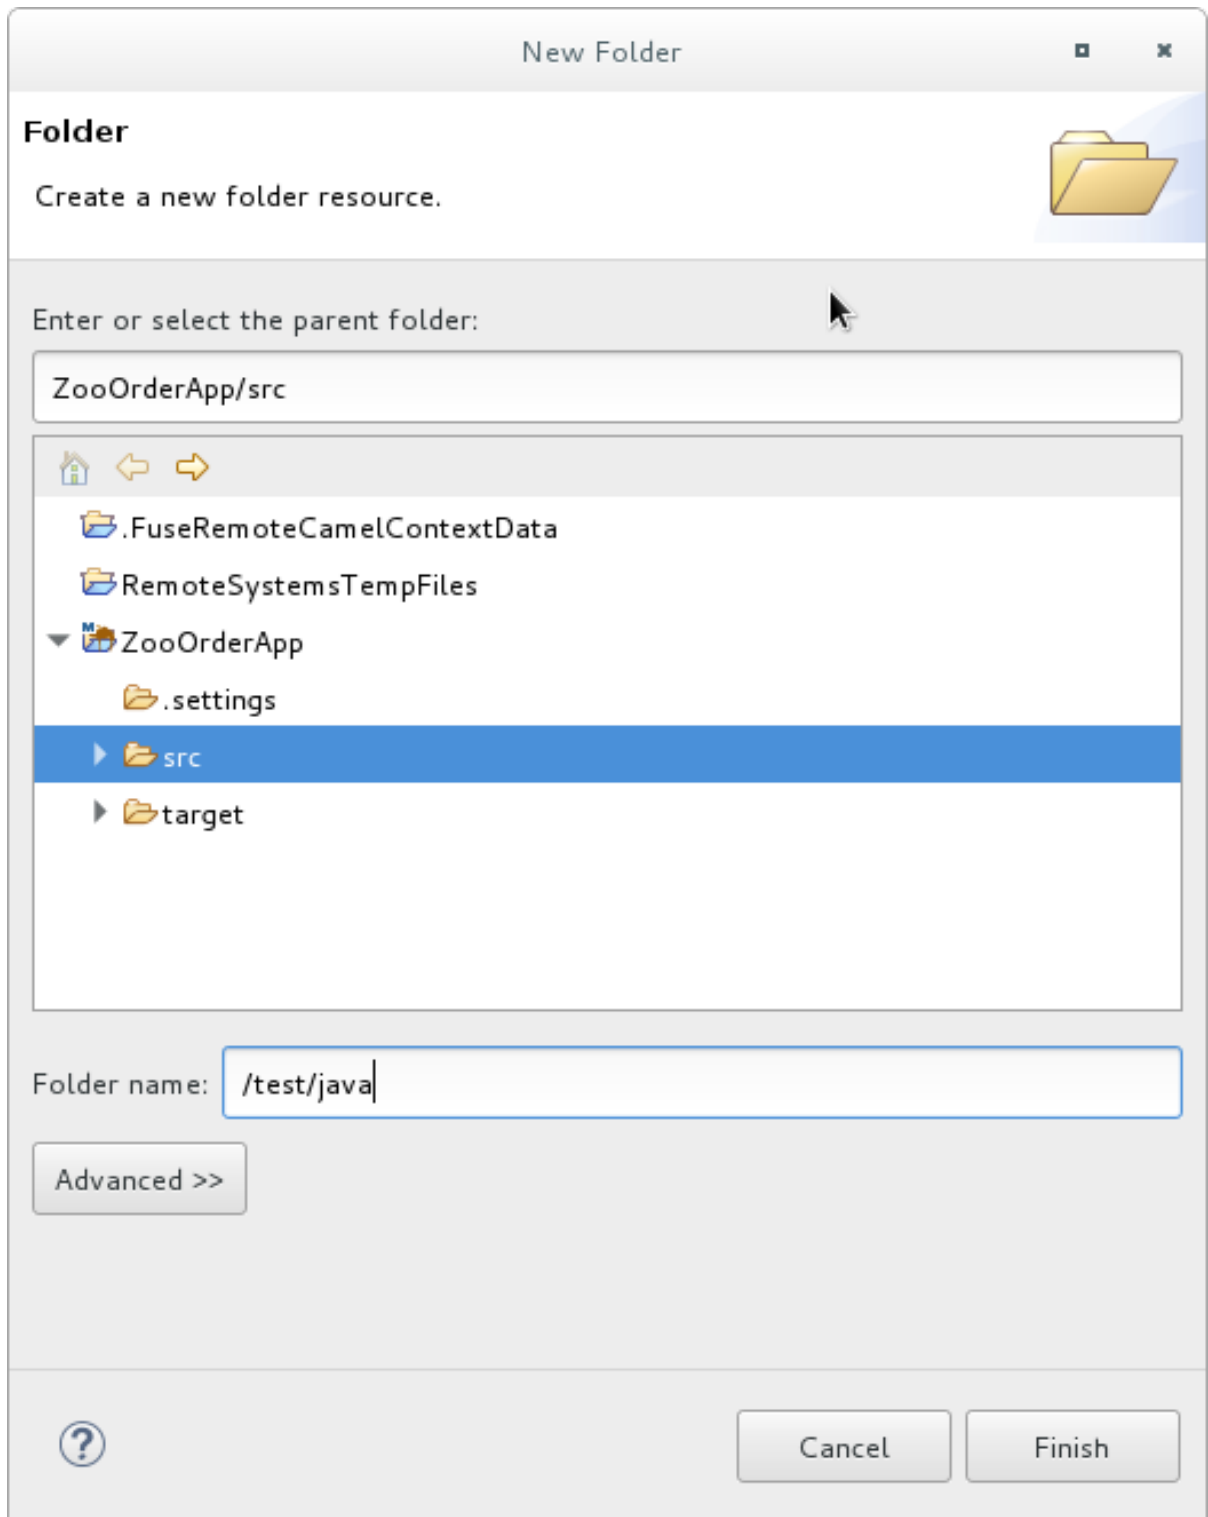 New Folder
Folder
Create a new folder resource.
Enter or select the parent folder:
ZooOrderApp/src
.FuseRemoteCamelContextData
RemoteSystemsTempFiles
ZooOrderApp
.settings
src
target
Folder name: /test/java
Advanced >>
? Cancel Finish